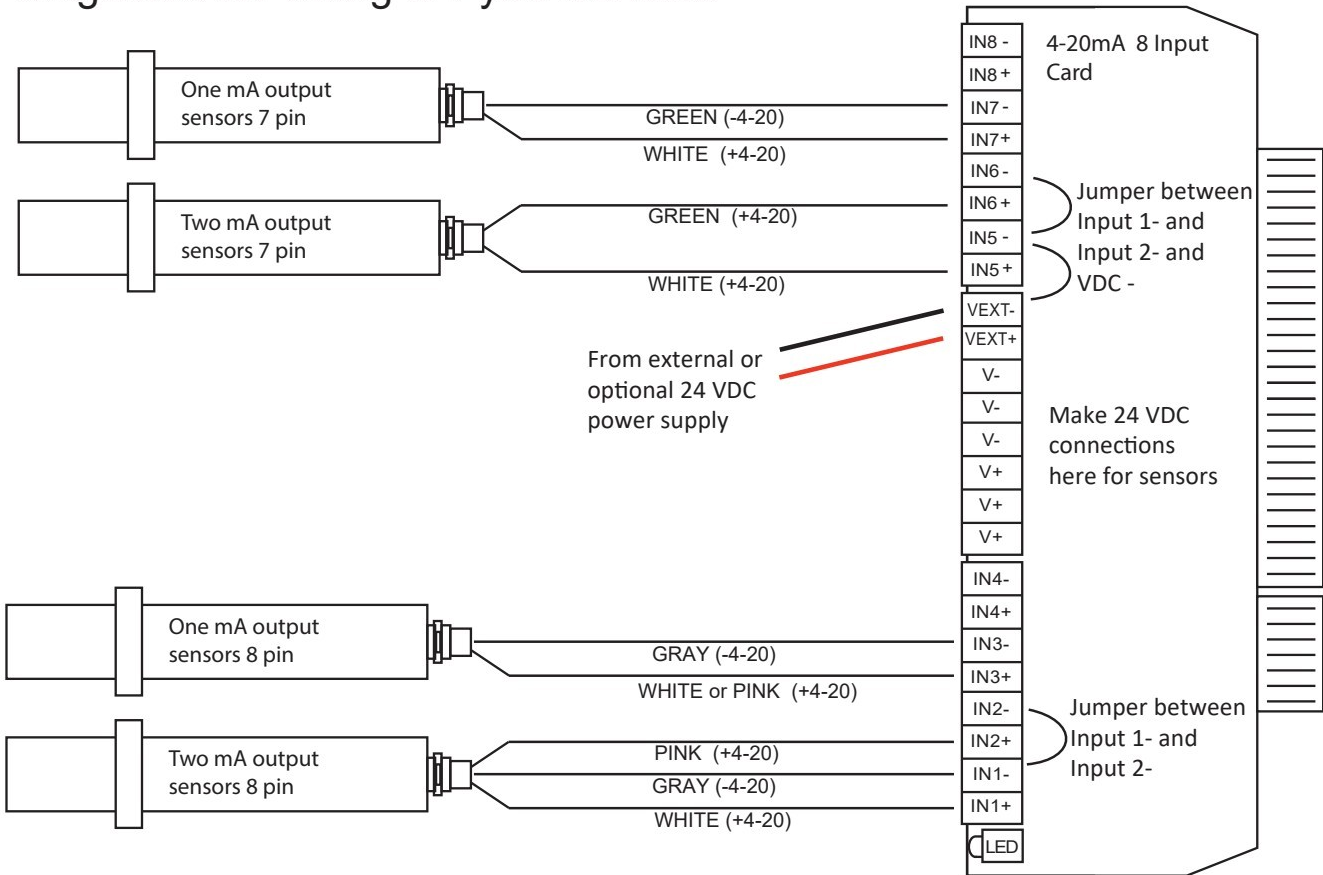 One mA output
sensors 7 pin
GREEN (-4-20)
WHITE (+4-20)
Two mA output
sensors 7 pin
GREEN (+4-20)
WHITE (+4-20)
From external or
optional 24 VDC
power supply
One mA output
sensors 8 pin
GRAY (-4-20)
WHITE or PINK (+4-20)
Two mA output
sensors 8 pin
PINK (+4-20)
GRAY (-4-20)
WHITE (+4-20)
IN8 -
IN8 +
IN7 -
IN7+
IN6 -
IN6 +
IN5 -
IN5 +
VEXT-
VEXT+
V-
V-
V-
V+
V+
V+
IN4-
IN4+
IN3-
IN3+
IN2-
IN2+
IN1-
IN1+
LED
4-20mA 8 Input
Card
Jumper between
Input 1- and
Input 2- and
VDC -
Make 24 VDC
connections
here for sensors
Jumper between
Input 1- and
Input 2-